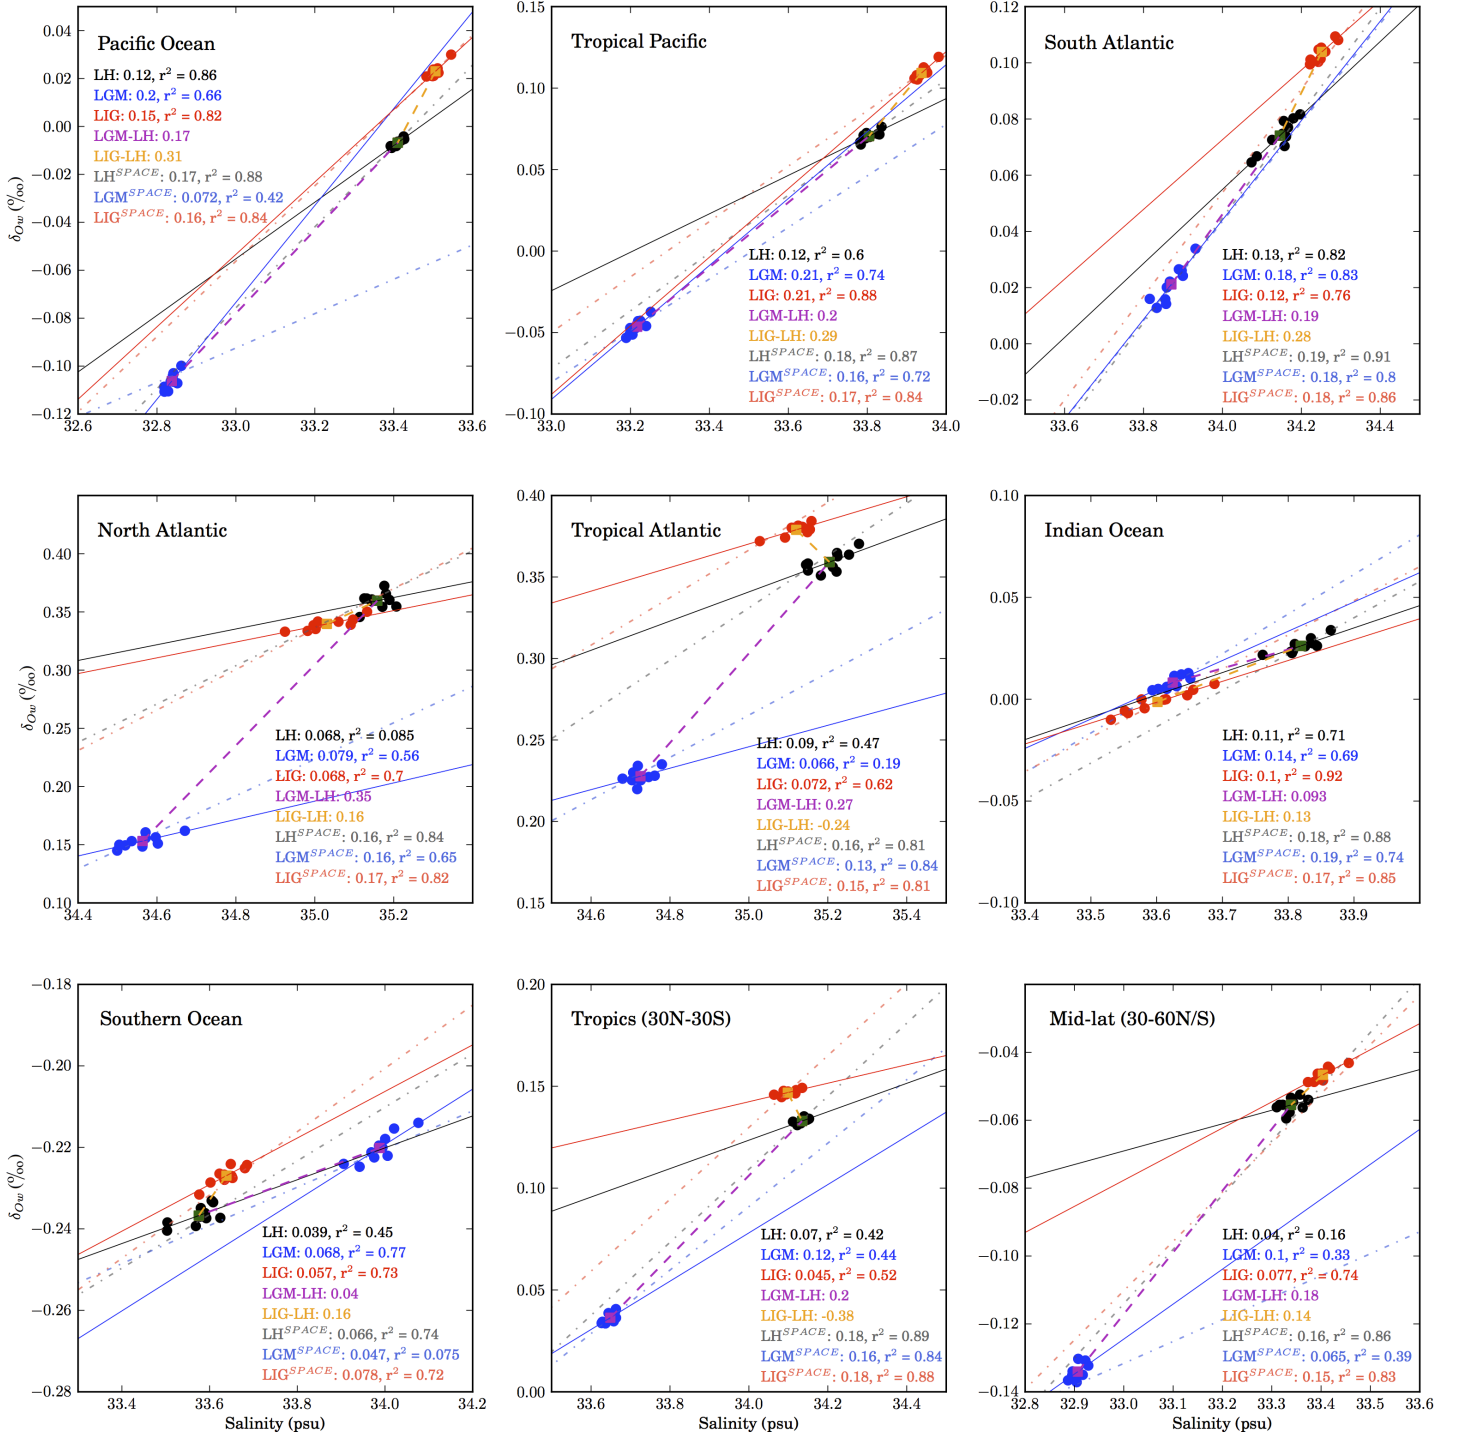 Pacific Ocean
LH: 0.12, r² = 0.86
LGM: 0.2, r² = 0.66
LIG: 0.15, r² = 0.82
LGM-LH: 0.17
LIG-LH: 0.31
LH^SPACE: 0.17, r² = 0.88
LGM^SPACE: 0.072, r² = 0.42
LIG^SPACE: 0.16, r² = 0.84
0.04
0.02
0.00
−0.02
−0.04
−0.06
−0.08
−0.10
−0.12
δ_Ow (‰)
32.6 32.8 33.0 33.2 33.4 33.6
Tropical Pacific
LH: 0.12, r² = 0.6
LGM: 0.21, r² = 0.74
LIG: 0.21, r² = 0.88
LGM-LH: 0.2
LIG-LH: 0.29
LH^SPACE: 0.18, r² = 0.87
LGM^SPACE: 0.16, r² = 0.72
LIG^SPACE: 0.17, r² = 0.84
0.15
0.10
0.05
0.00
−0.05
−0.10
33.0 33.2 33.4 33.6 33.8 34.0
South Atlantic
LH: 0.13, r² = 0.82
LGM: 0.18, r² = 0.83
LIG: 0.12, r² = 0.76
LGM-LH: 0.19
LIG-LH: 0.28
LH^SPACE: 0.19, r² = 0.91
LGM^SPACE: 0.18, r² = 0.8
LIG^SPACE: 0.18, r² = 0.86
0.12
0.10
0.08
0.06
0.04
0.02
0.00
−0.02
33.6 33.8 34.0 34.2 34.4
North Atlantic
LH: 0.068, r² = 0.085
LGM: 0.079, r² = 0.56
LIG: 0.068, r² = 0.7
LGM-LH: 0.35
LIG-LH: 0.16
LH^SPACE: 0.16, r² = 0.84
LGM^SPACE: 0.16, r² = 0.65
LIG^SPACE: 0.17, r² = 0.82
0.40
0.35
0.30
0.25
0.20
0.15
0.10
δ_Ow (‰)
34.4 34.6 34.8 35.0 35.2
Tropical Atlantic
LH: 0.09, r² = 0.47
LGM: 0.066, r² = 0.19
LIG: 0.072, r² = 0.62
LGM-LH: 0.27
LIG-LH: -0.24
LH^SPACE: 0.16, r² = 0.81
LGM^SPACE: 0.13, r² = 0.84
LIG^SPACE: 0.15, r² = 0.81
0.40
0.35
0.30
0.25
0.20
0.15
34.6 34.8 35.0 35.2 35.4
Indian Ocean
LH: 0.11, r² = 0.71
LGM: 0.14, r² = 0.69
LIG: 0.1, r² = 0.92
LGM-LH: 0.093
LIG-LH: 0.13
LH^SPACE: 0.18, r² = 0.88
LGM^SPACE: 0.19, r² = 0.74
LIG^SPACE: 0.17, r² = 0.85
0.10
0.05
0.00
−0.05
−0.10
33.4 33.5 33.6 33.7 33.8 33.9
Southern Ocean
LH: 0.039, r² = 0.45
LGM: 0.068, r² = 0.77
LIG: 0.057, r² = 0.73
LGM-LH: 0.04
LIG-LH: 0.16
LH^SPACE: 0.066, r² = 0.74
LGM^SPACE: 0.047, r² = 0.075
LIG^SPACE: 0.078, r² = 0.72
−0.18
−0.20
−0.22
−0.24
−0.26
−0.28
δ_Ow (‰)
33.4 33.6 33.8 34.0 34.2
Salinity (psu)
Tropics (30N-30S)
LH: 0.07, r² = 0.42
LGM: 0.12, r² = 0.44
LIG: 0.045, r² = 0.52
LGM-LH: 0.2
LIG-LH: -0.38
LH^SPACE: 0.18, r² = 0.89
LGM^SPACE: 0.16, r² = 0.84
LIG^SPACE: 0.18, r² = 0.88
0.20
0.15
0.10
0.05
0.00
33.6 33.8 34.0 34.2 34.4
Salinity (psu)
Mid-lat (30-60N/S)
LH: 0.04, r² = 0.16
LGM: 0.1, r² = 0.33
LIG: 0.077, r² = 0.74
LGM-LH: 0.18
LIG-LH: 0.14
LH^SPACE: 0.16, r² = 0.86
LGM^SPACE: 0.065, r² = 0.39
LIG^SPACE: 0.15, r² = 0.83
−0.04
−0.06
−0.08
−0.10
−0.12
−0.14
32.8 32.9 33.0 33.1 33.2 33.3 33.4 33.5 33.6
Salinity (psu)